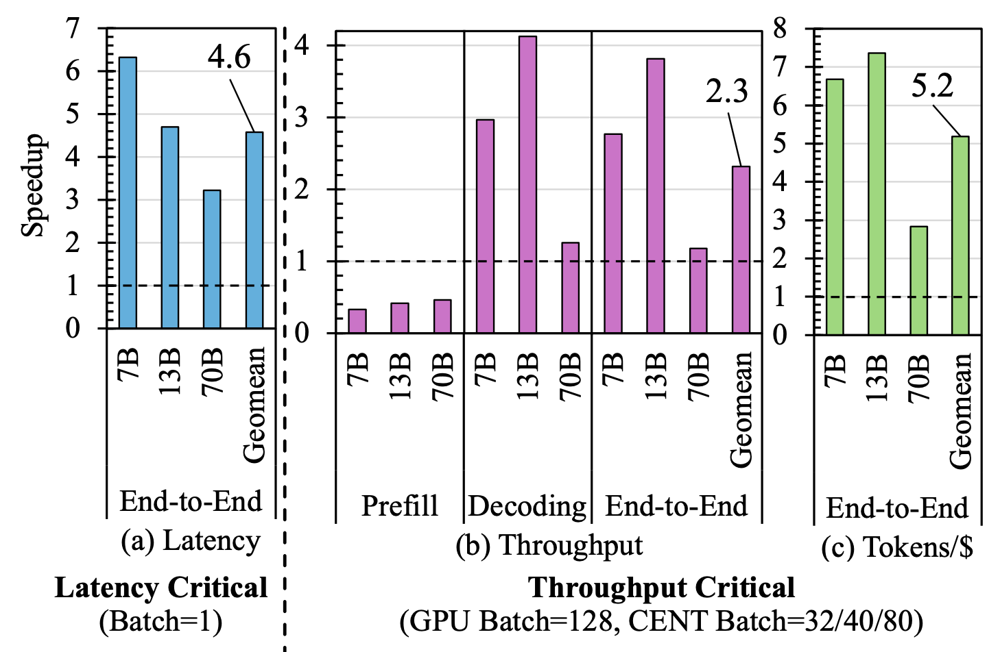 Speedup
7
6
5
4
3
2
1
0
4.6
7B
13B
70B
Geomean
End-to-End
(a) Latency
Latency Critical
(Batch=1)
4
3
2
1
0
2.3
7B
13B
70B
7B
13B
70B
7B
13B
70B
Geomean
Prefill
Decoding
End-to-End
(b) Throughput
8
7
6
5
4
3
2
1
0
5.2
7B
13B
70B
Geomean
End-to-End
(c) Tokens/$
Throughput Critical
(GPU Batch=128, CENT Batch=32/40/80)